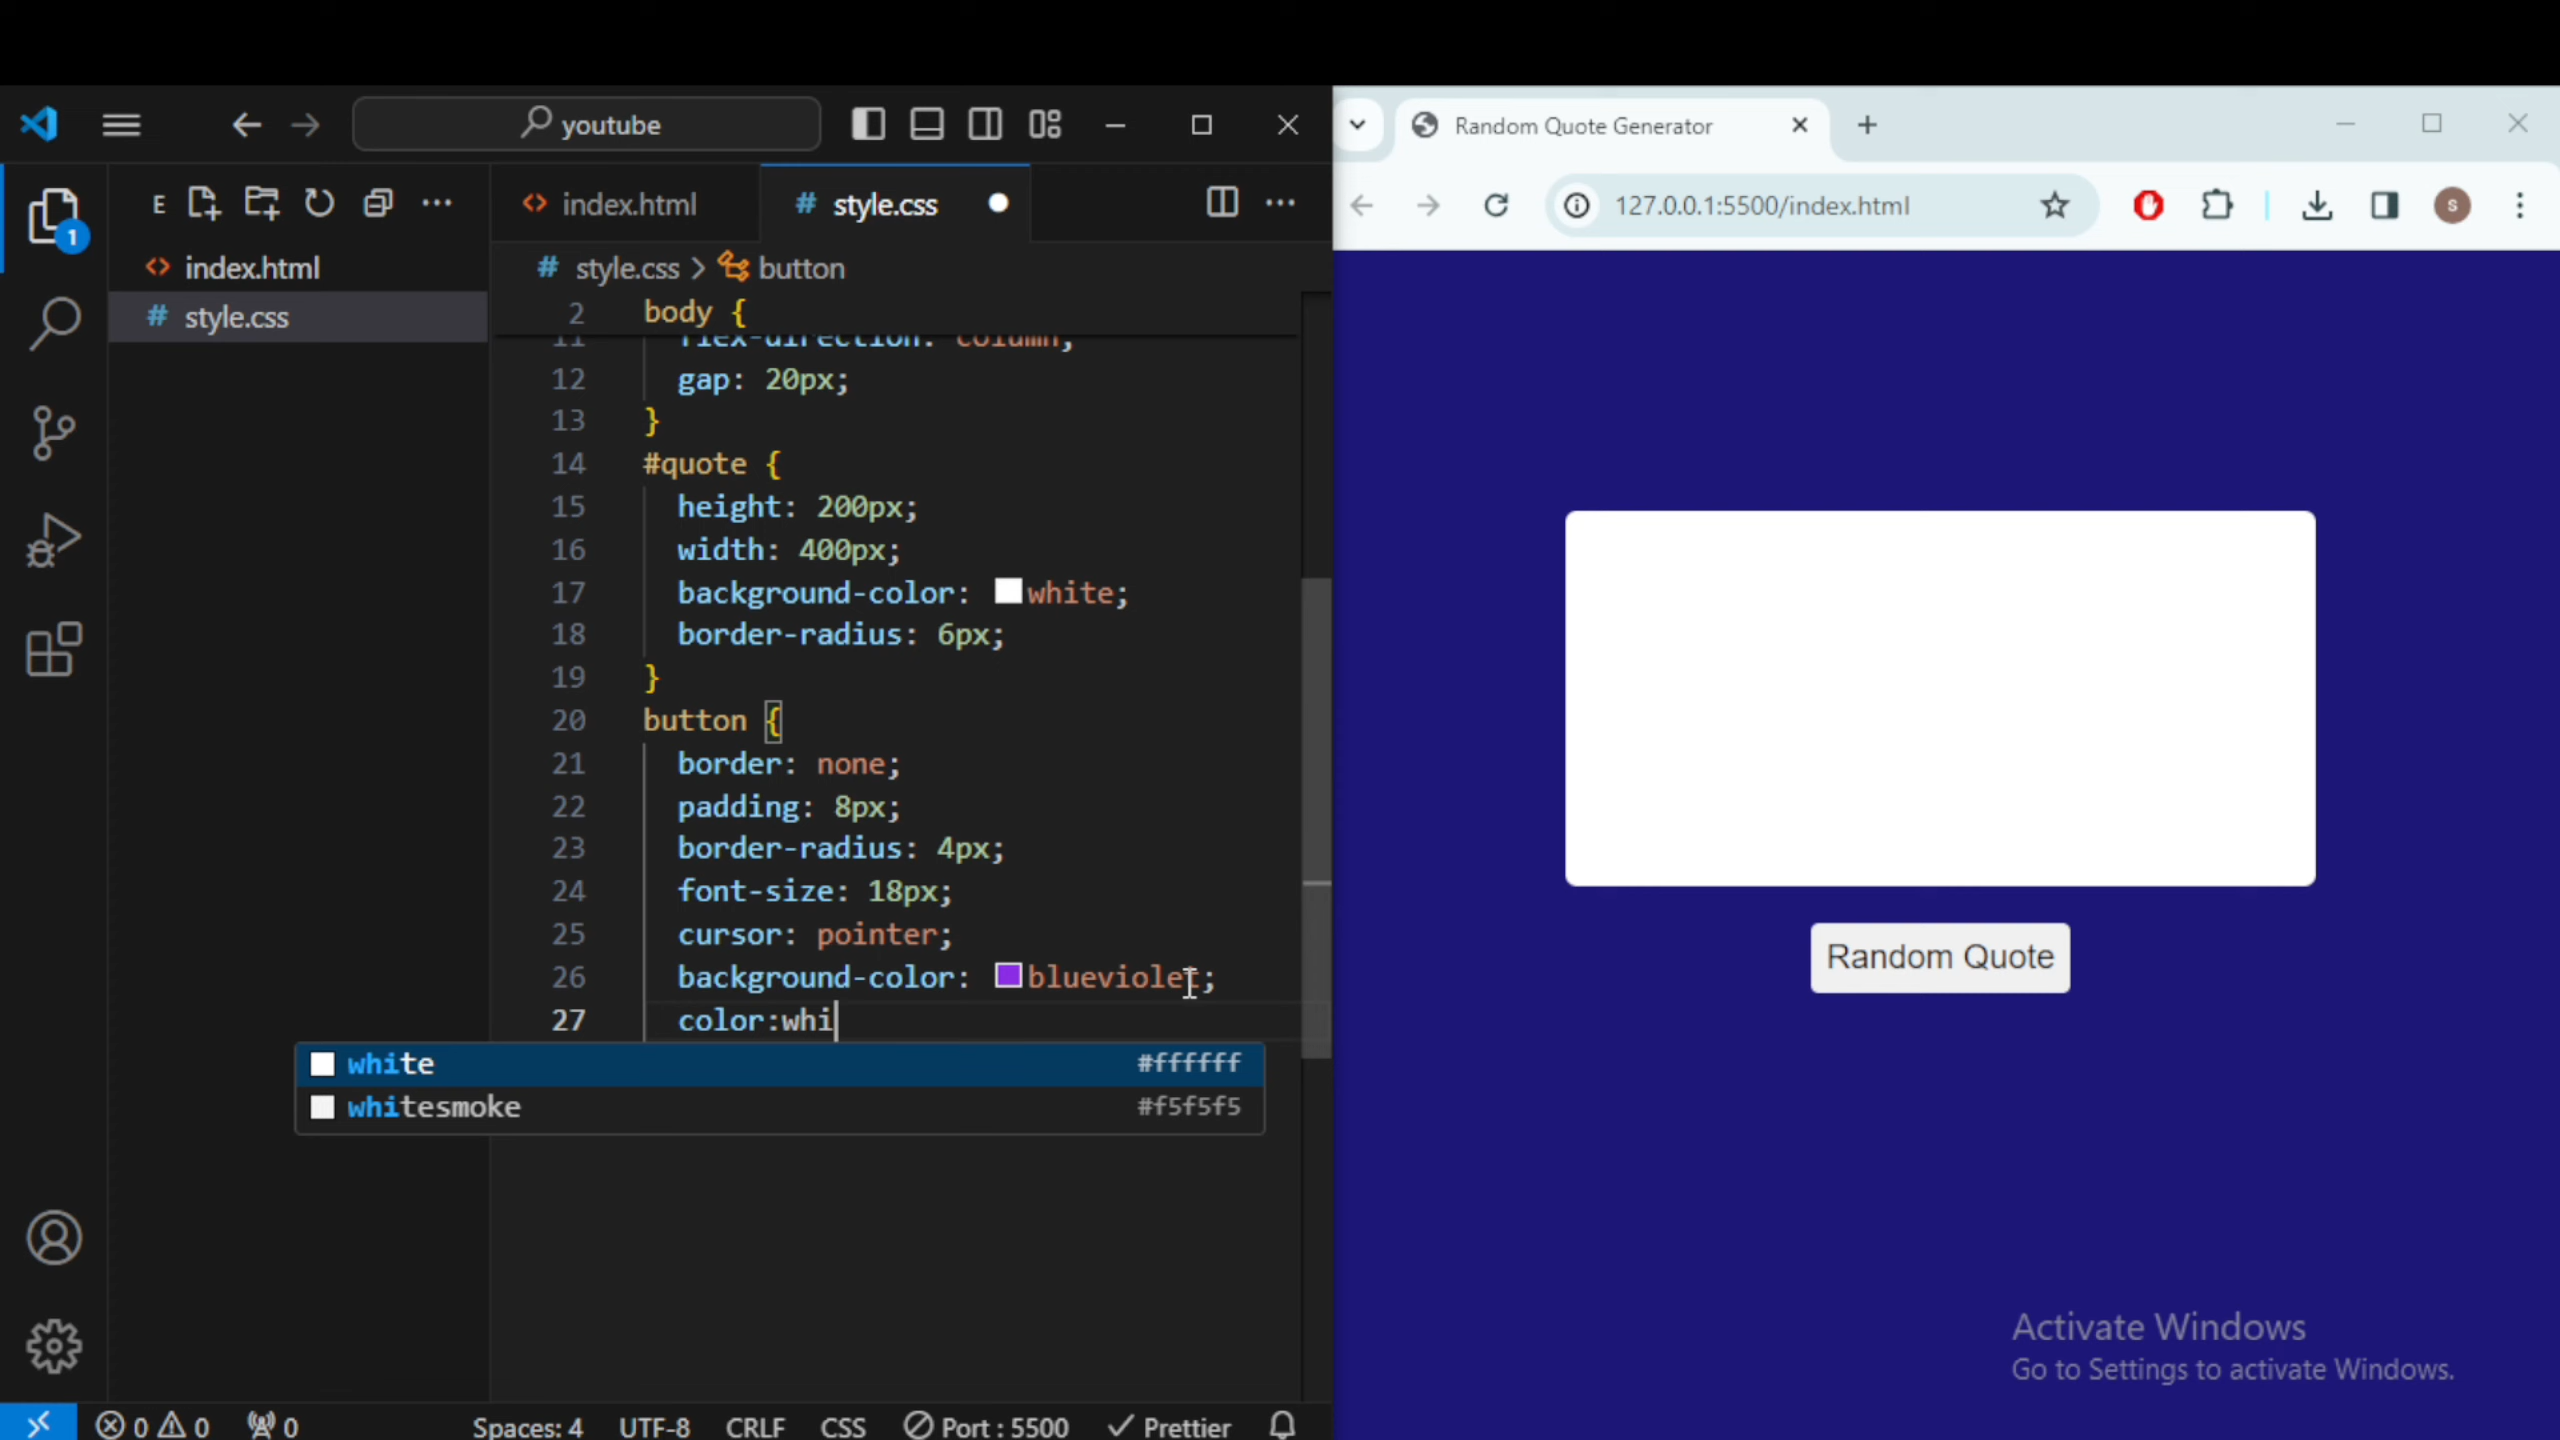 youtube
E
index.html
style.css
index.html
style.css
style.css > button
2 body {
11 flex-direction: column;
12 gap: 20px;
13 }
14 #quote {
15 height: 200px;
16 width: 400px;
17 background-color: white;
18 border-radius: 6px;
19 }
20 button {
21 border: none;
22 padding: 8px;
23 border-radius: 4px;
24 font-size: 18px;
25 cursor: pointer;
26 background-color: blueviolet;
27 color:whi
white #ffffff
whitesmoke #f5f5f5
1
0 0 0 Spaces: 4 UTF-8 CRLF CSS Port : 5500 Prettier
Random Quote Generator
127.0.0.1:5500/index.html
s
Random Quote
Activate Windows
Go to Settings to activate Windows.